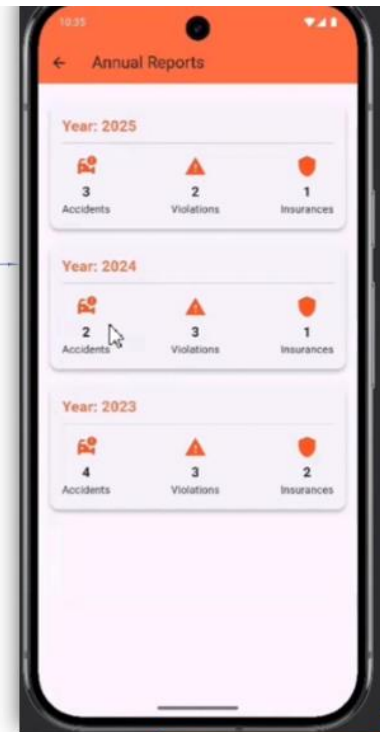 10:35
Annual Reports
Year: 2025
3 2 1
Accidents Violations Insurances
Year: 2024
2 3 1
Accidents Violations Insurances
Year: 2023
4 3 2
Accidents Violations Insurances